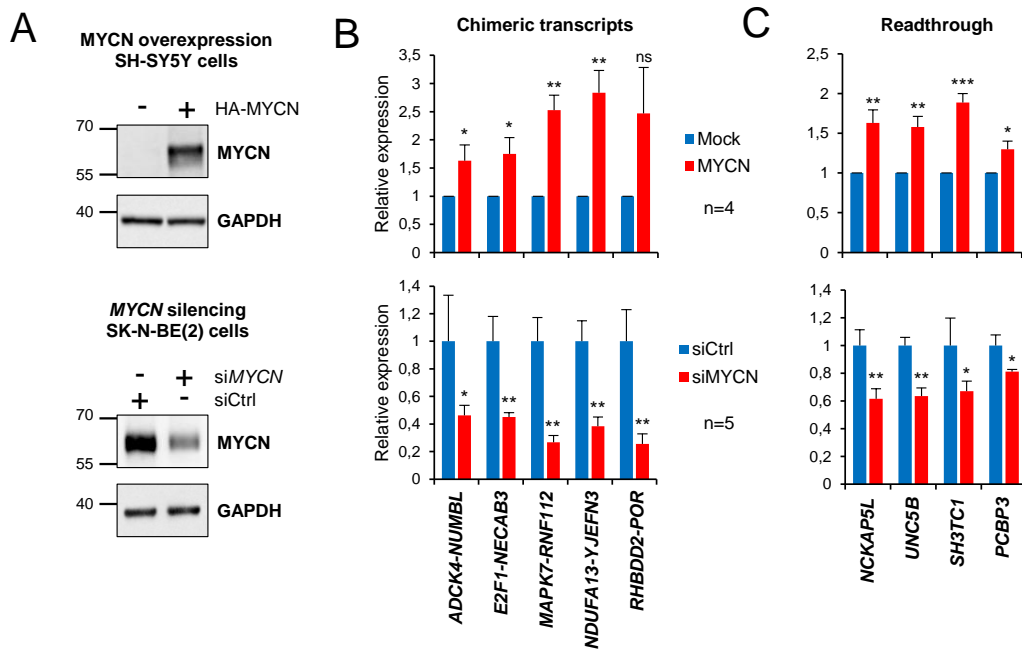 A
MYCN overexpression
SH-SY5Y cells
- + HA-MYCN
70
MYCN
55
40
GAPDH
MYCN silencing
SK-N-BE(2) cells
- + siMYCN
+ - siCtrl
70
MYCN
55
40
GAPDH
B
Chimeric transcripts
Relative expression
3,5
3
2,5
2
1,5
1
0,5
0
* * ** ** ns
Mock
MYCN
n=4
Relative expression
1,4
1,2
1
0,8
0,6
0,4
0,2
0
* ** ** ** **
siCtrl
siMYCN
n=5
ADCK4-NUMBL
E2F1-NECAB3
MAPK7-RNF112
NDUFA13-YJEFN3
RHBDD2-POR
C
Readthrough
2,5
2
1,5
1
0,5
0
** ** *** *
1,4
1,2
1
0,8
0,6
0,4
0,2
0
** ** * *
NCKAP5L
UNC5B
SH3TC1
PCBP3